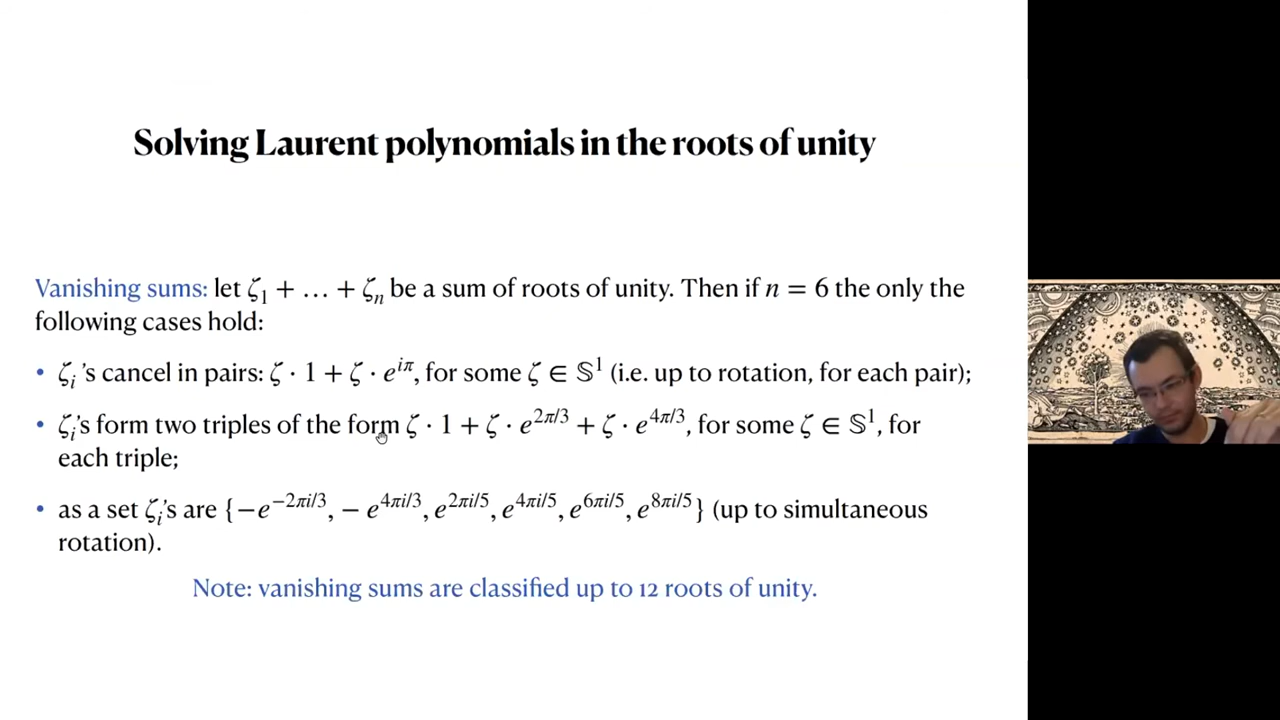 Solving Laurent polynomials in the roots of unity
Vanishing sums: let ζ₁ + … + ζₙ be a sum of roots of unity. Then if n = 6 the only the
following cases hold:
• ζᵢ 's cancel in pairs: ζ · 1 + ζ · e^{iπ}, for some ζ ∈ 𝕊¹ (i.e. up to rotation, for each pair);
• ζᵢ's form two triples of the form ζ · 1 + ζ · e^{2π/3} + ζ · e^{4π/3}, for some ζ ∈ 𝕊¹, for
each triple;
• as a set ζᵢ's are {−e^{−2πi/3}, − e^{4πi/3}, e^{2πi/5}, e^{4πi/5}, e^{6πi/5}, e^{8πi/5}} (up to simultaneous
rotation).
Note: vanishing sums are classified up to 12 roots of unity.